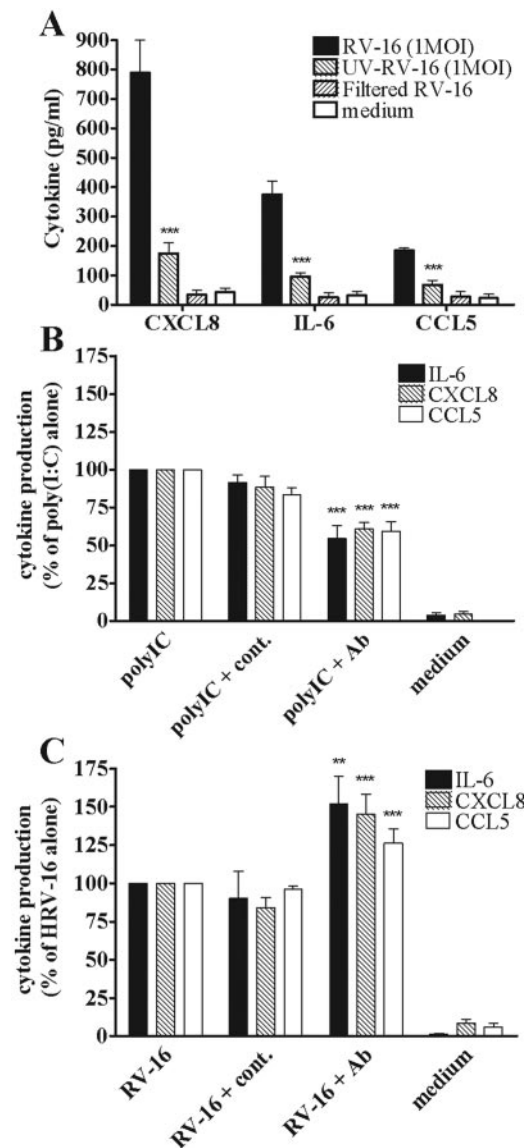 A
900
800
700
600
500
400
300
200
100
0
Cytokine (pg/ml)
RV-16 (1MOI)
UV-RV-16 (1MOI)
Filtered RV-16
medium
***
***
***
CXCL8
IL-6
CCL5
B
175
150
125
100
75
50
25
0
cytokine production
(% of poly(I:C) alone)
IL-6
CXCL8
CCL5
*** *** ***
polyIC
polyIC + cont.
polyIC + Ab
medium
C
175
150
125
100
75
50
25
0
cytokine production
(% of HRV-16 alone)
IL-6
CXCL8
CCL5
**
***
***
RV-16
RV-16 + cont.
RV-16 + Ab
medium